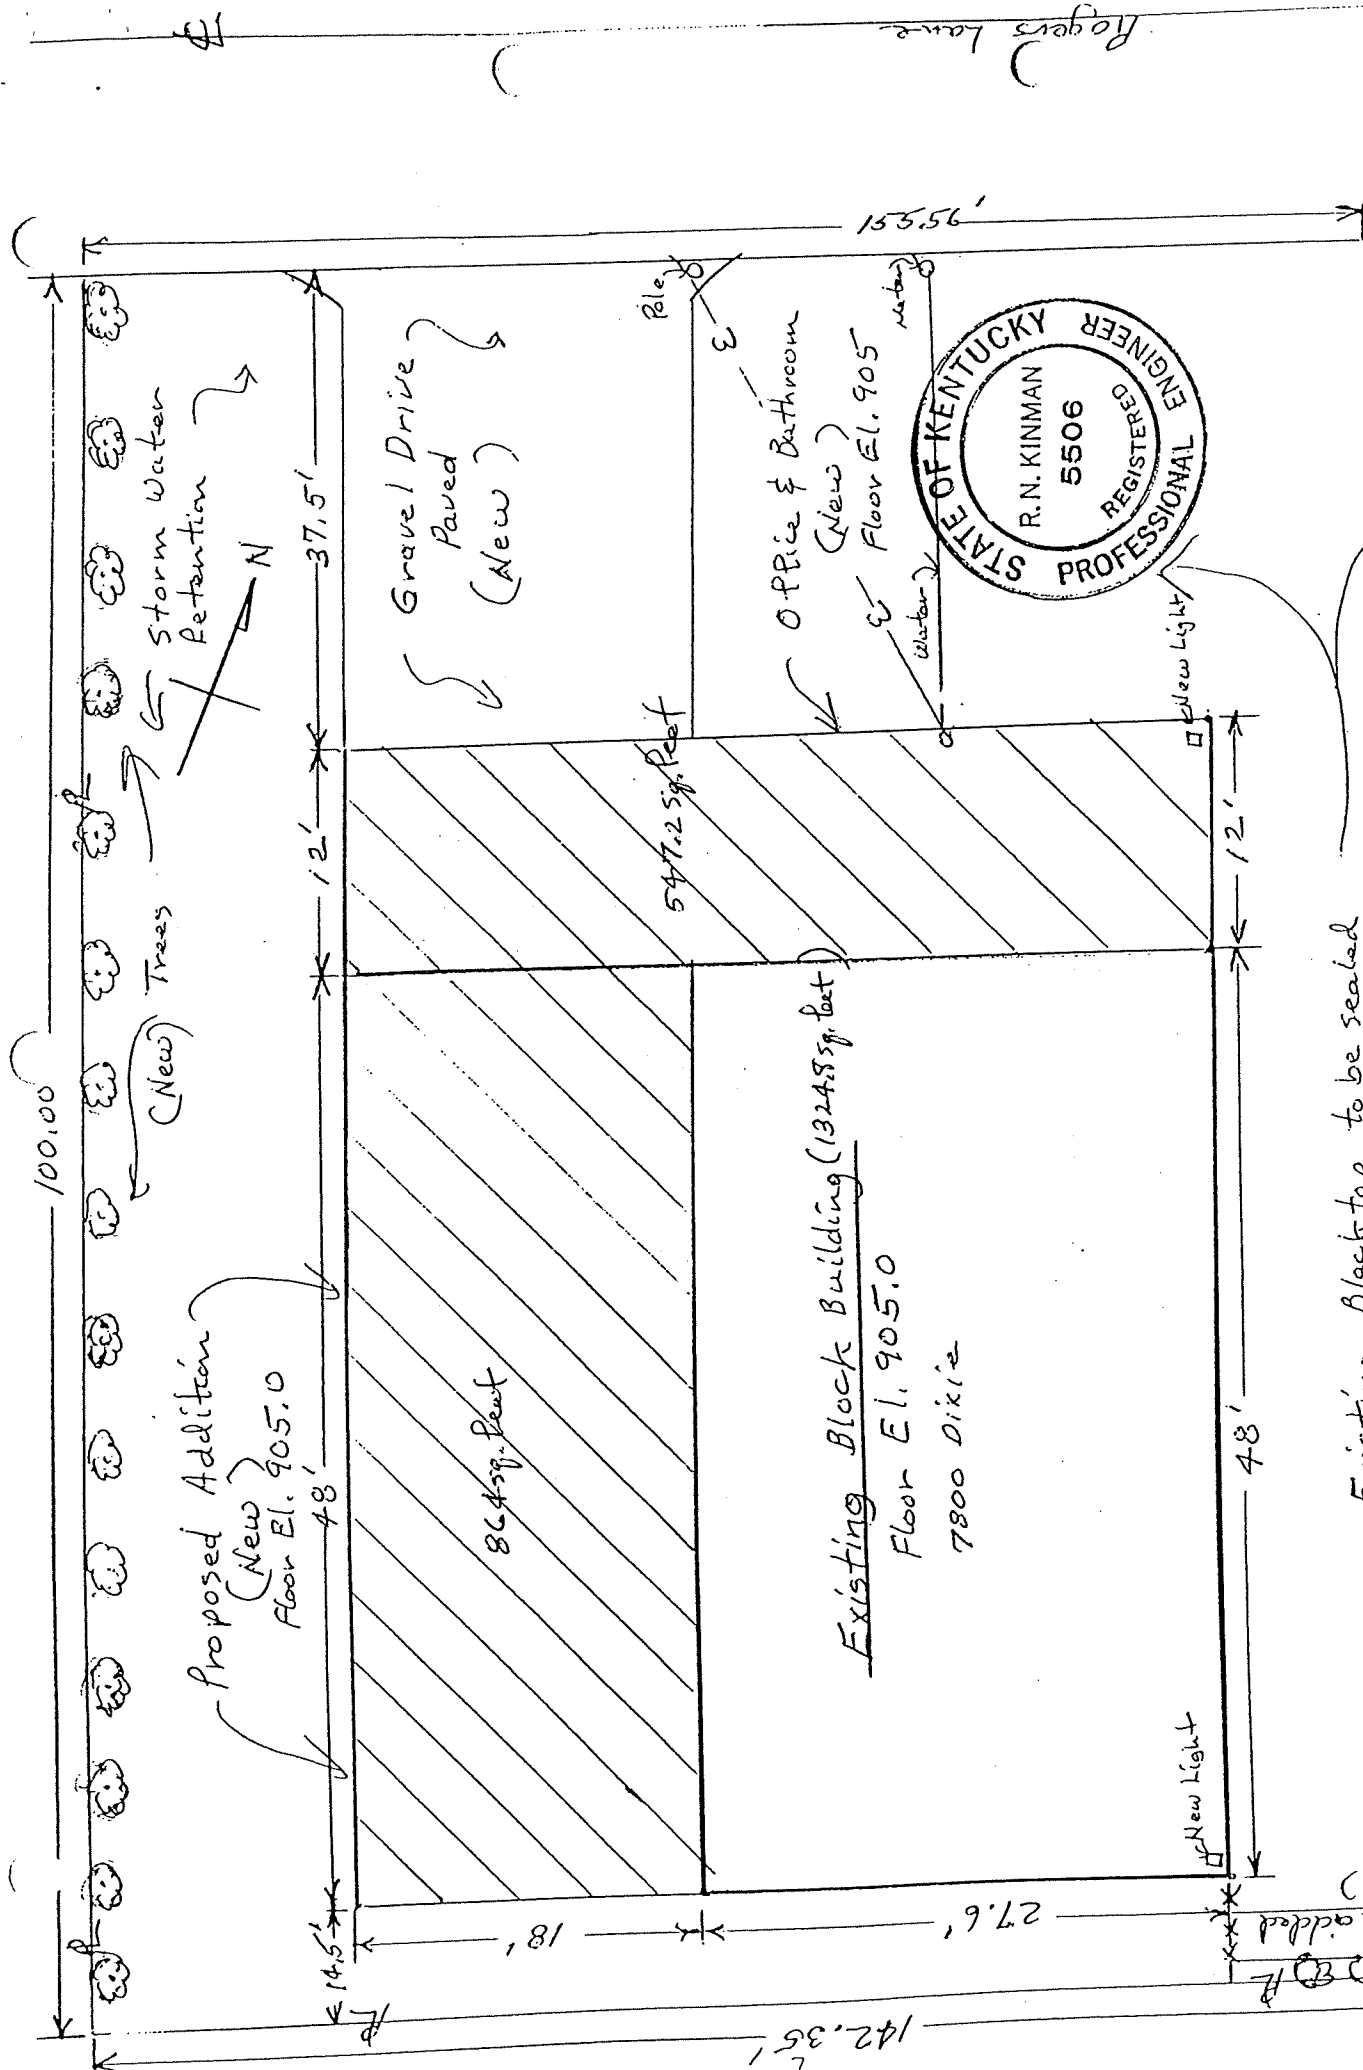 Rogers Lane
100.00
155.56'
Storm Water
Retention
N
(New) Trees
37.5'
12'
48'
14.5'
Gravel Drive
Paved
(New)
Pole
E
Office & Bathroom
(New)
Floor El. 905
E
Water
Meter
STATE OF KENTUCKY
R.N. KINMAN
5506
REGISTERED
PROFESSIONAL ENGINEER
New Light
547.2 sq. feet
12'
Proposed Addition
(New)
Floor El. 905.0
864 sq. feet
Existing Block Building (1324.8 sq. feet)
Floor El. 905.0
7800 Dixie
New Light
48'
18'
27.6'
142.35'
added
Existing Blacktop to be sealed